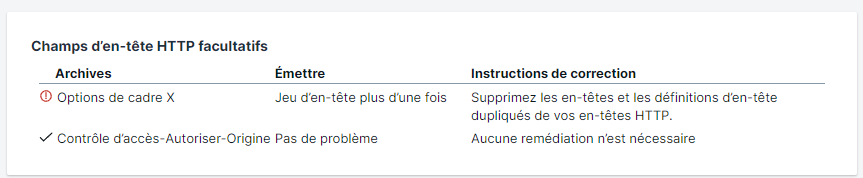 Champs d’en-tête HTTP facultatifs
Archives Émettre Instructions de correction
Options de cadre X Jeu d’en-tête plus d’une fois Supprimez les en-têtes et les définitions d’en-tête
dupliqués de vos en-têtes HTTP.
Contrôle d’accès-Autoriser-Origine Pas de problème Aucune remédiation n’est nécessaire